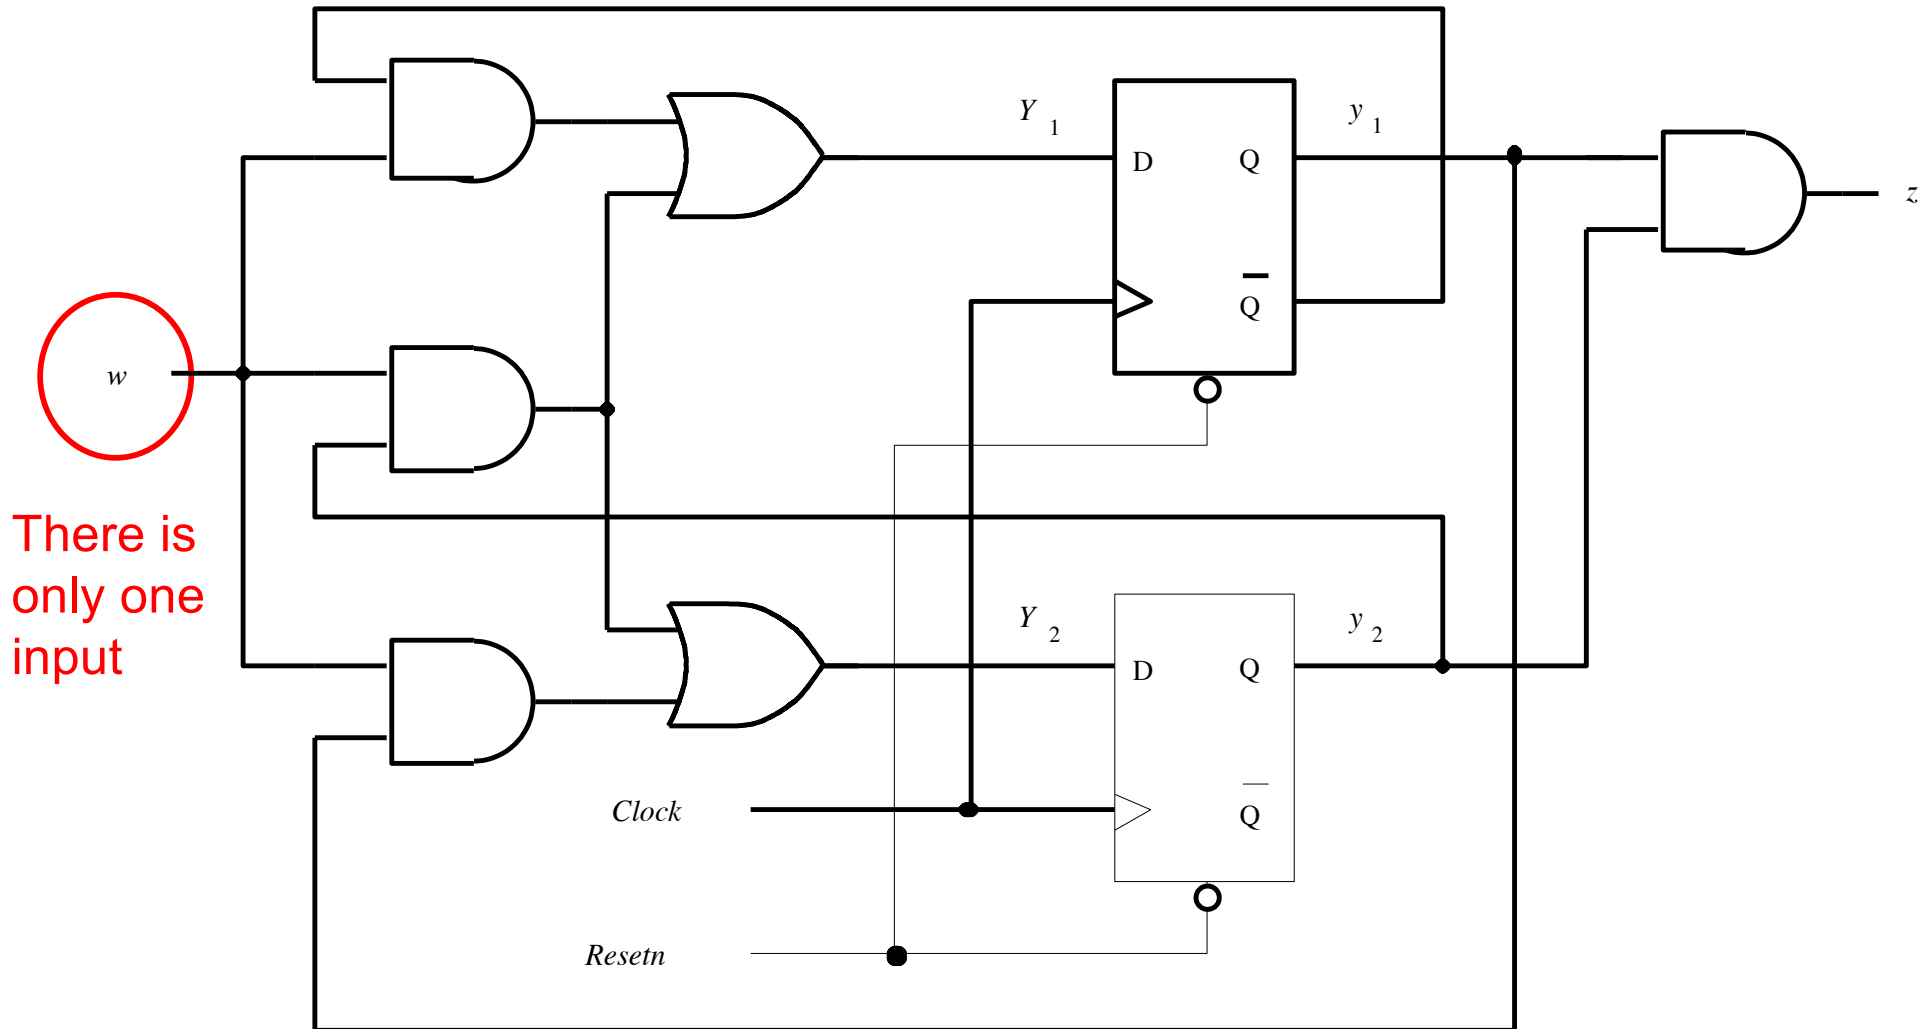 Y 1
y 1
D
Q
z
Q
w
There is
only one
input
Y 2
y 2
D
Q
Clock
Q
Resetn